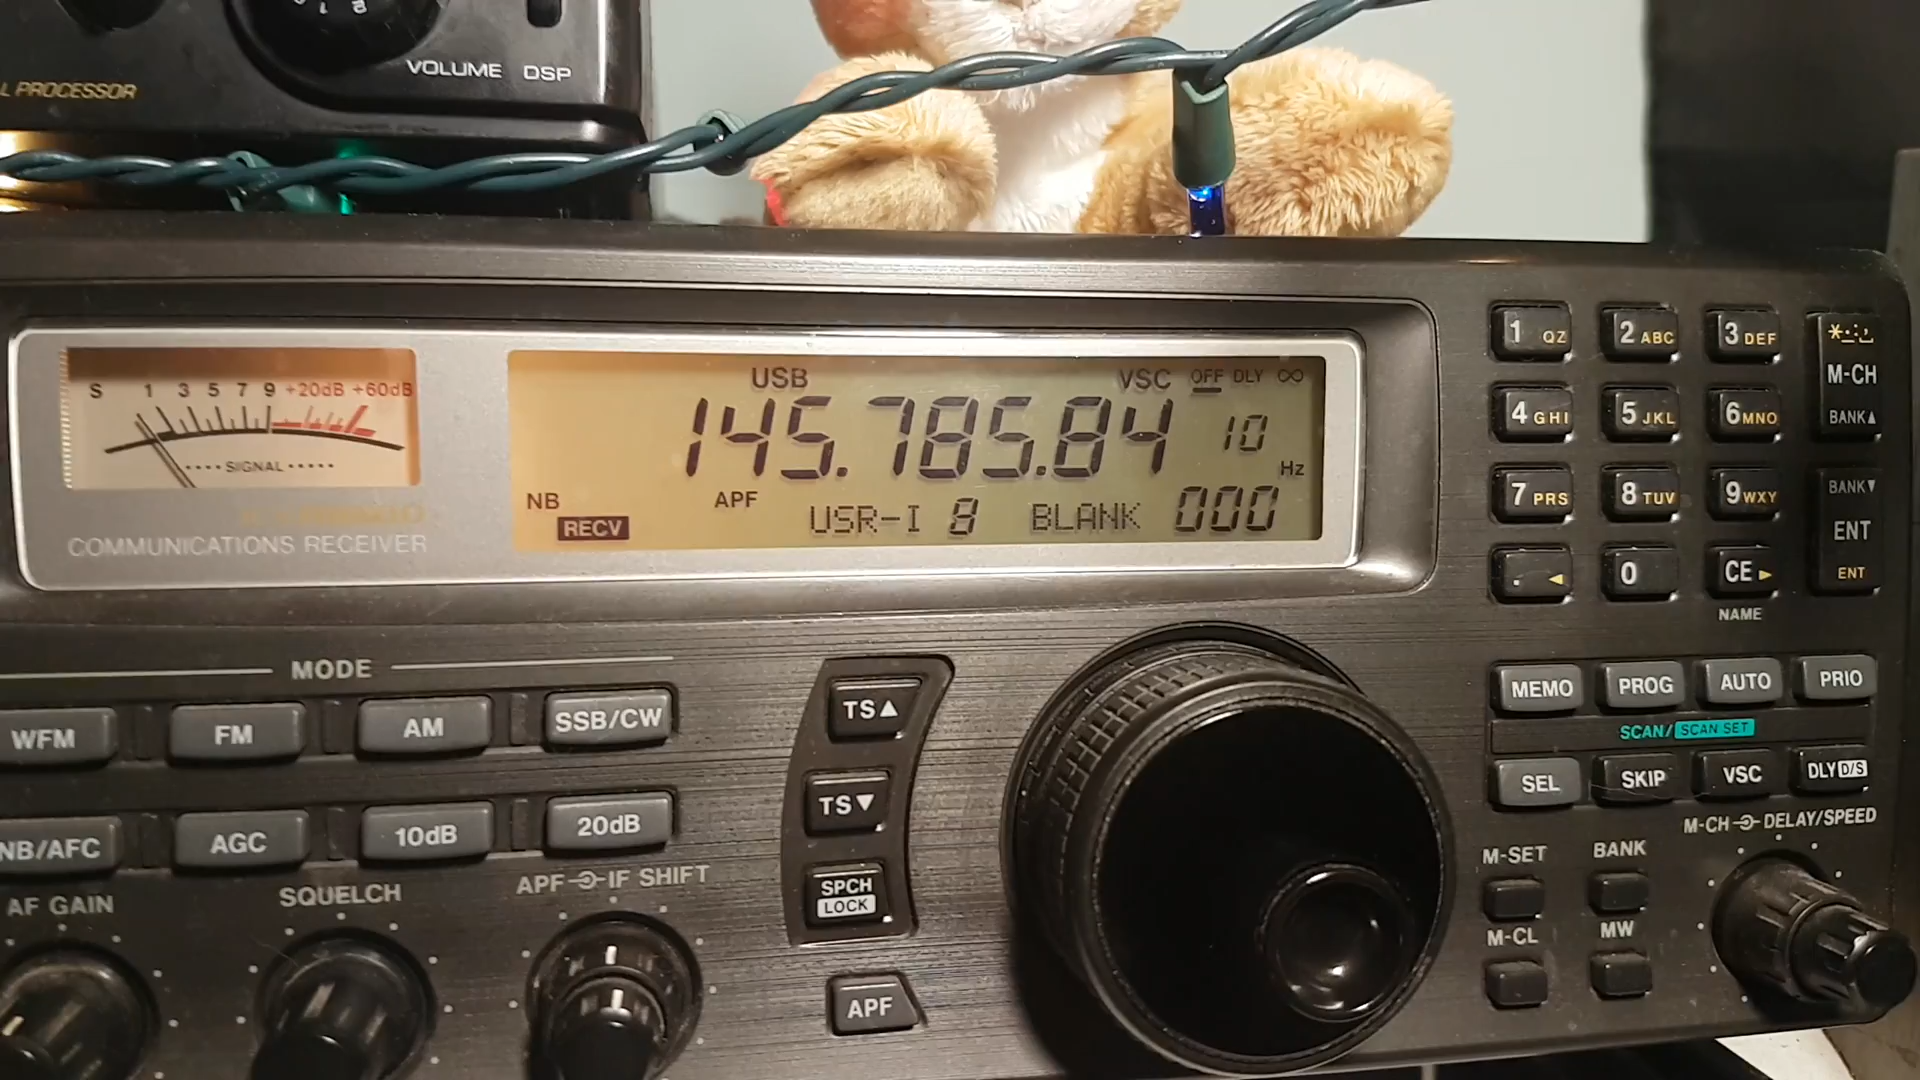 VOLUME DSP
L PROCESSOR
S 1 3 5 7 9 +20dB +60dB
SIGNAL
COMMUNICATIONS RECEIVER
USB VSC OFF DLY ∞
145.785.84 10
Hz
NB APF
RECV USR-I 8 BLANK 000
1 QZ 2 ABC 3 DEF
M-CH
4 GHI 5 JKL 6 MNO BANK▲
7 PRS 8 TUV 9 WXY BANK▼
ENT
. ◄ 0 CE ► ENT
NAME
MODE
WFM FM AM SSB/CW
NB/AFC AGC 10dB 20dB
TS▲
TS▼
SPCH
LOCK
APF
MEMO PROG AUTO PRIO
SCAN/ SCAN SET
SEL SKIP VSC DLY D/S
M-CH DELAY/SPEED
M-SET BANK
M-CL MW
AF GAIN SQUELCH APF IF SHIFT